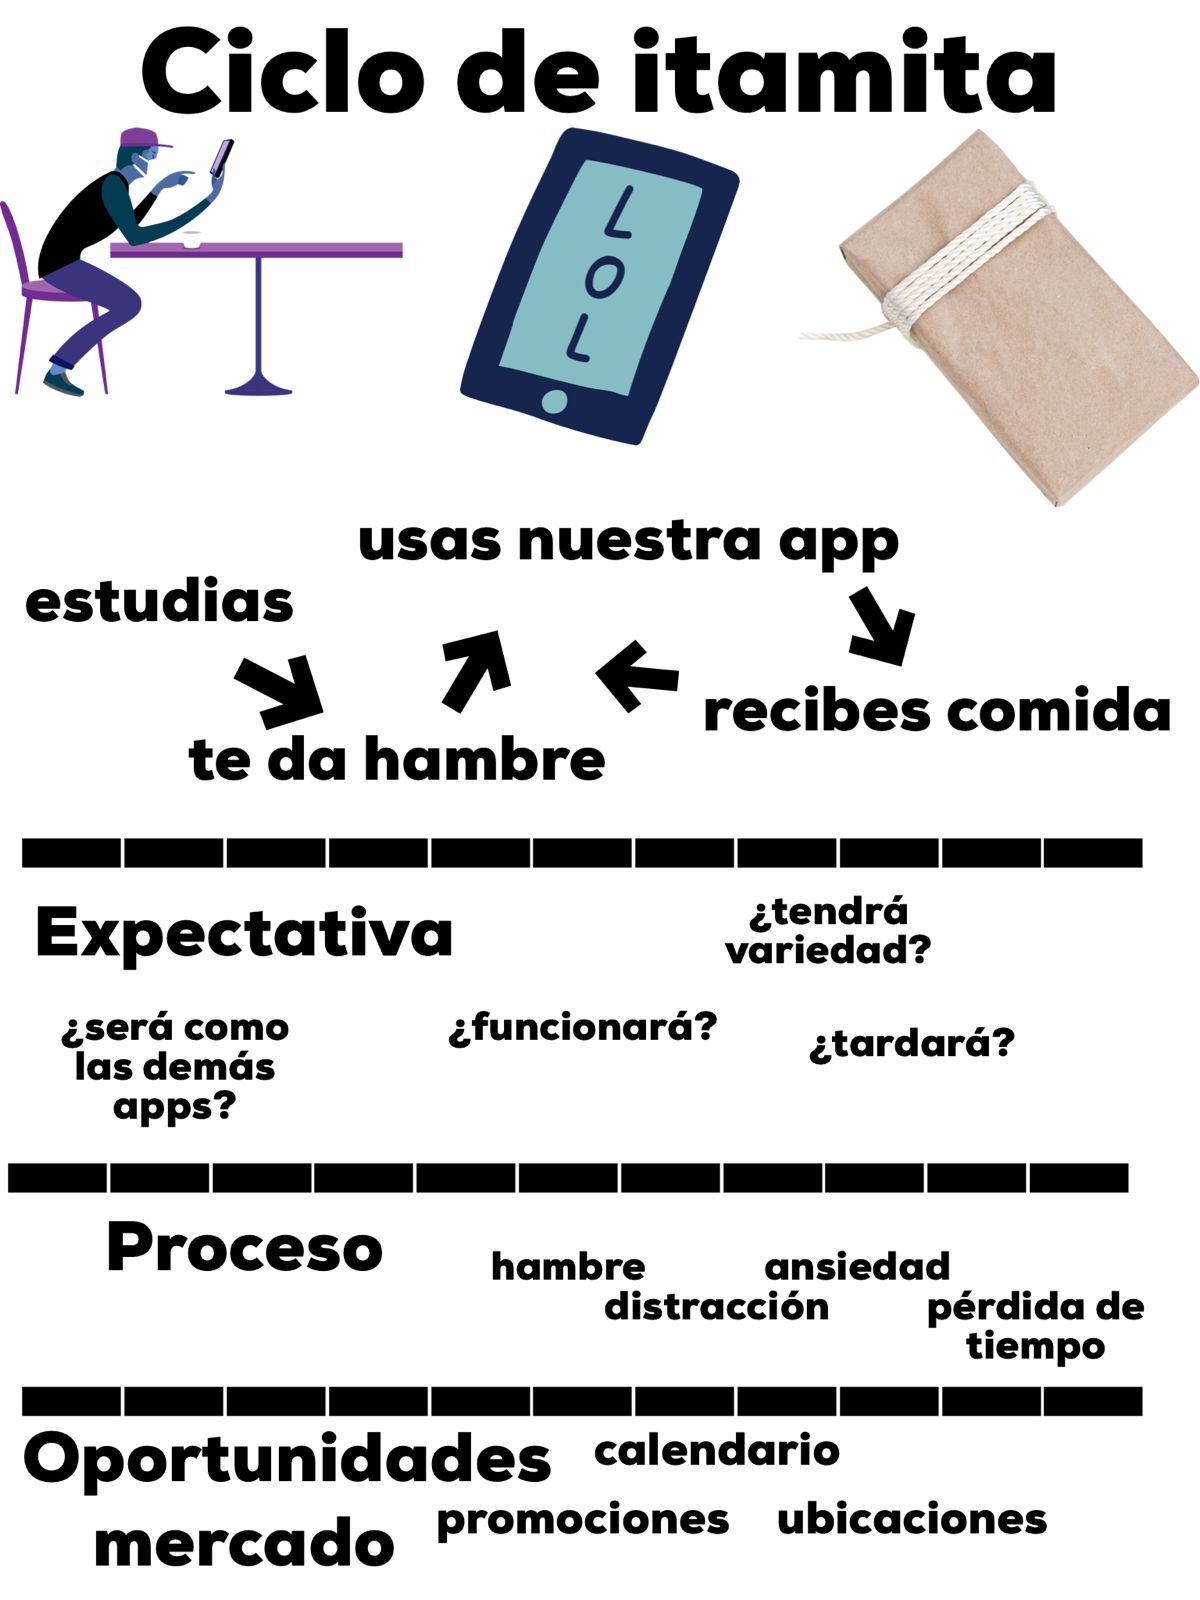 Ciclo de itamita
L
O
L
usas nuestra app
estudias
recibes comida
te da hambre
Expectativa
¿tendrá
variedad?
¿será como
las demás
apps?
¿funcionará?
¿tardará?
Proceso
hambre
ansiedad
distracción
pérdida de
tiempo
Oportunidades
mercado
calendario
promociones
ubicaciones